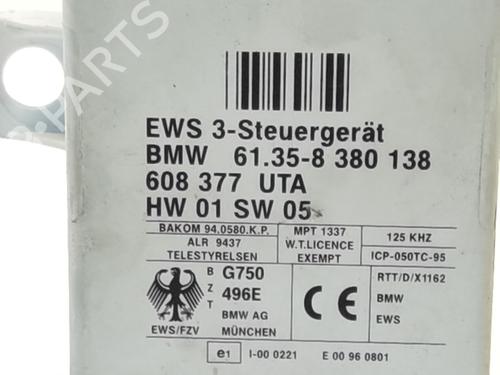 EWS 3-Steuergerät
BMW 61.35-8 380 138
608 377 UTA
HW 01 SW 05
BAKOM 94.0580.K.P.
ALR 9437
TELESTYRELSEN
MPT 1337
W.T.LICENCE
EXEMPT
125 KHZ
ICP-050TC-95
B G750
Z 496E
T BMW AG
MÜNCHEN
EWS/FZV
CE
RTT/D/X1162
BMW
EWS
e1 I-00 0221 E 00 96 0801
B-PARTS